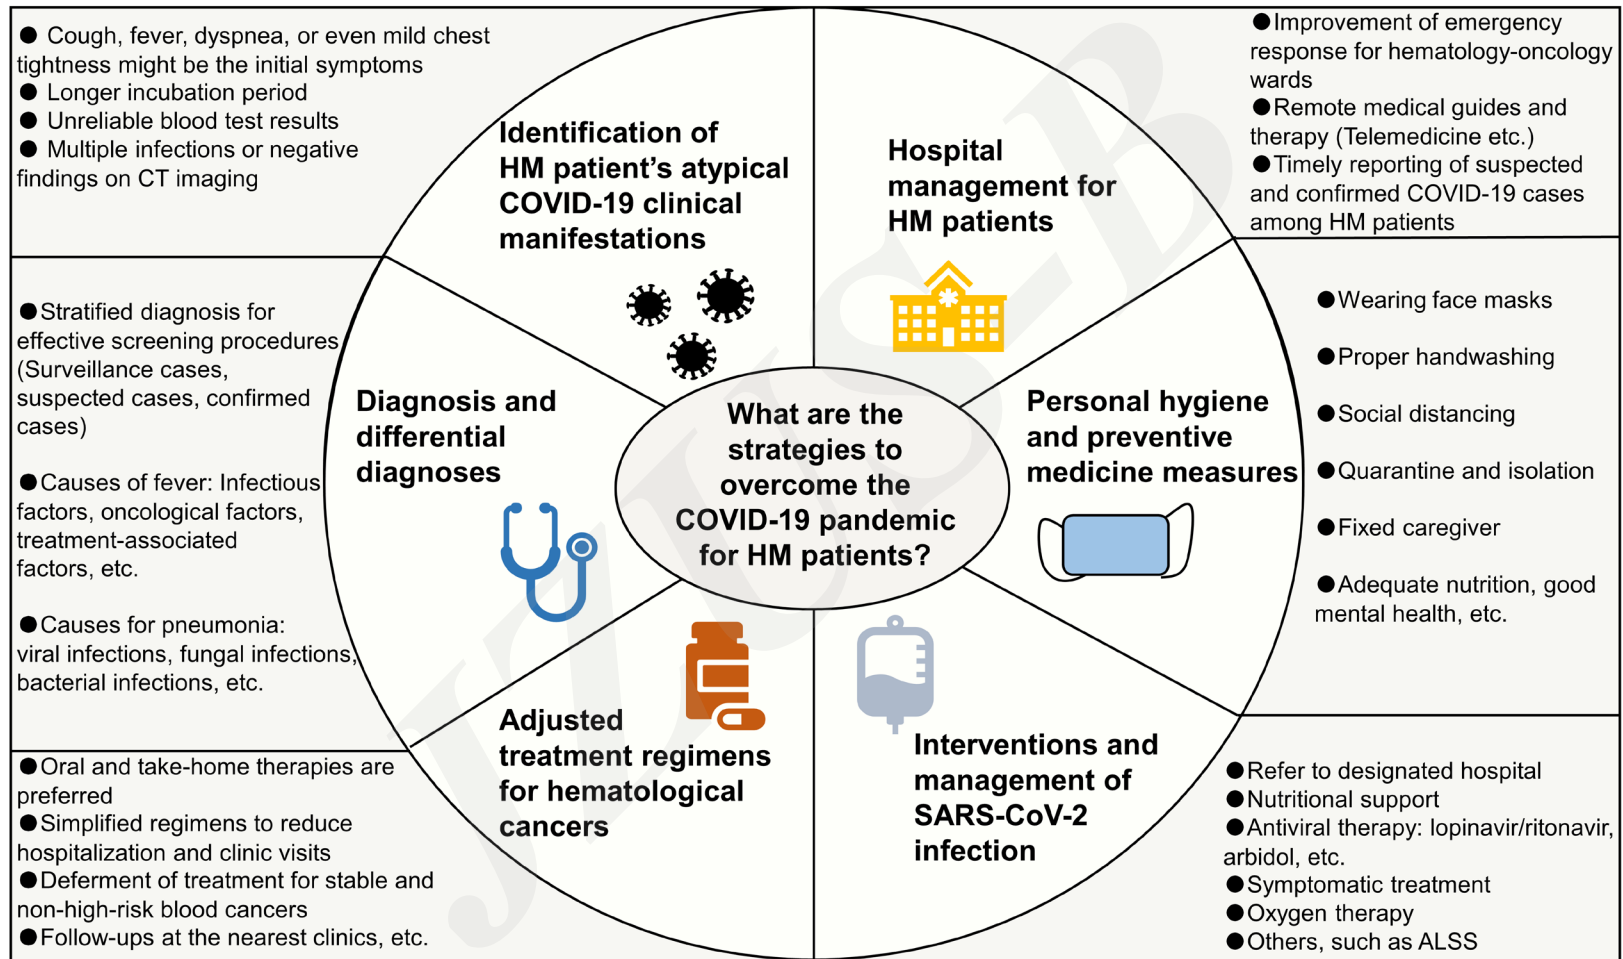 ● Cough, fever, dyspnea, or even mild chest
tightness might be the initial symptoms
● Longer incubation period
● Unreliable blood test results
● Multiple infections or negative
findings on CT imaging
Identification of
HM patient’s atypical
COVID-19 clinical
manifestations
Hospital
management for
HM patients
●Improvement of emergency
response for hematology-oncology
wards
●Remote medical guides and
therapy (Telemedicine etc.)
●Timely reporting of suspected
and confirmed COVID-19 cases
among HM patients
●Stratified diagnosis for
effective screening procedures
(Surveillance cases,
suspected cases, confirmed
cases)
●Causes of fever: Infectious
factors, oncological factors,
treatment-associated
factors, etc.
●Causes for pneumonia:
viral infections, fungal infections,
bacterial infections, etc.
Diagnosis and
differential
diagnoses
What are the
strategies to
overcome the
COVID-19 pandemic
for HM patients?
Personal hygiene
and preventive
medicine measures
●Wearing face masks
●Proper handwashing
●Social distancing
●Quarantine and isolation
●Fixed caregiver
●Adequate nutrition, good
mental health, etc.
●Oral and take-home therapies are
preferred
●Simplified regimens to reduce
hospitalization and clinic visits
●Deferment of treatment for stable and
non-high-risk blood cancers
●Follow-ups at the nearest clinics, etc.
Adjusted
treatment regimens
for hematological
cancers
Interventions and
management of
SARS-CoV-2
infection
●Refer to designated hospital
●Nutritional support
●Antiviral therapy: lopinavir/ritonavir,
arbidol, etc.
●Symptomatic treatment
●Oxygen therapy
●Others, such as ALSS
JZUS-B